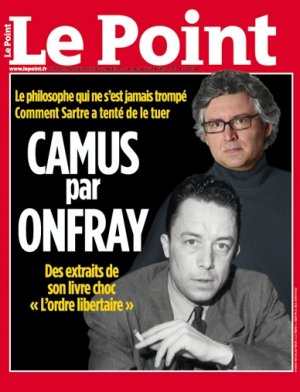 Le Point
Le Point
www.lepoint.fr
Le philosophe qui ne s'est jamais trompé
Comment Sartre a tenté de le tuer
CAMUS
par
ONFRAY
Des extraits de
son livre choc
« L'ordre libertaire »